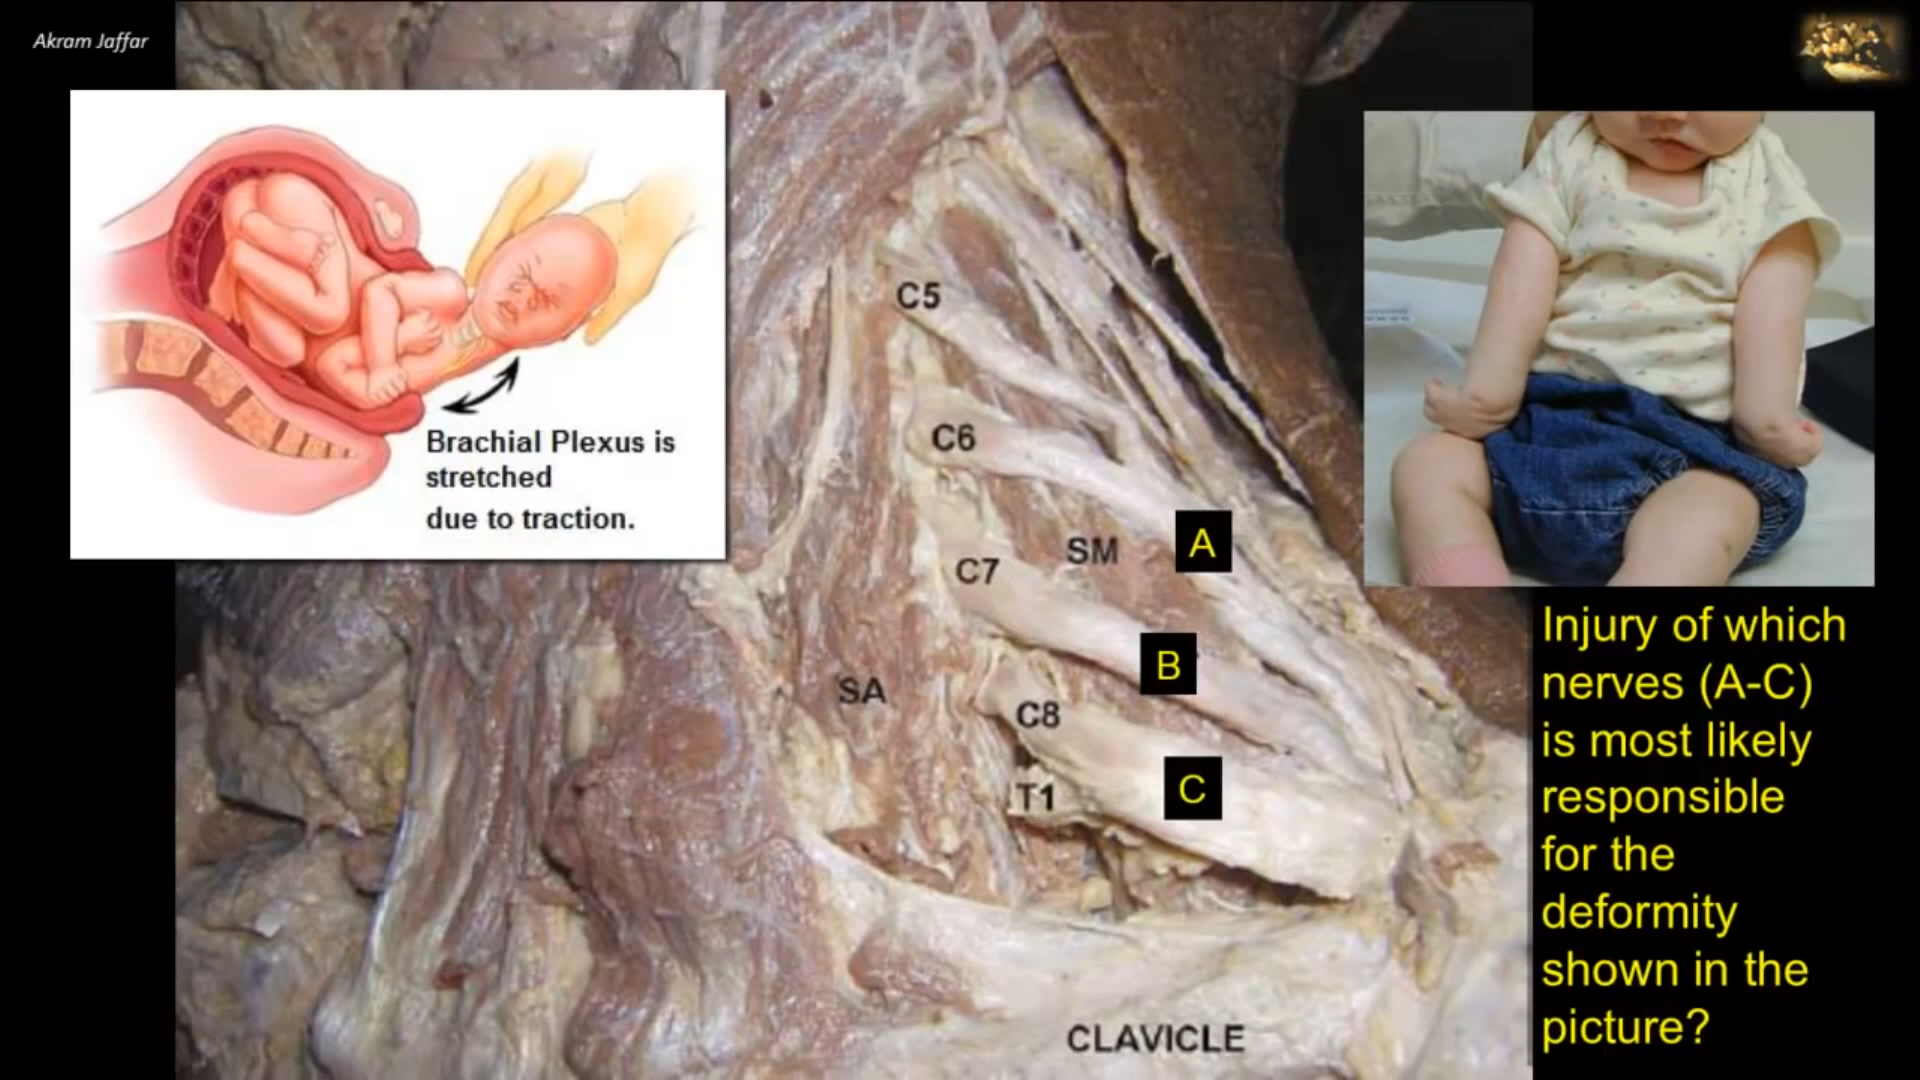 Akram Jaffar
Brachial Plexus is
stretched
due to traction.
C5
C6
C7
SM
A
B
SA
C8
T1
C
CLAVICLE
Injury of which
nerves (A-C)
is most likely
responsible
for the
deformity
shown in the
picture?